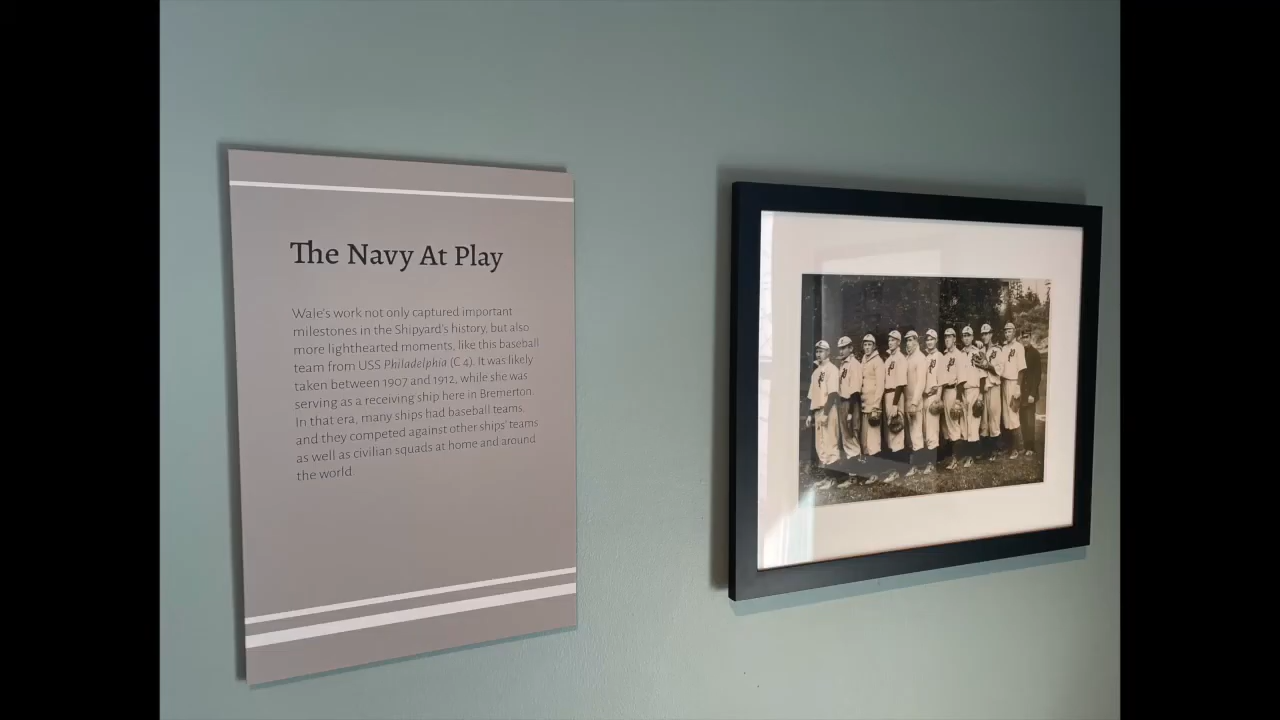 The Navy At Play
Wale's work not only captured important
milestones in the Shipyard's history, but also
more lighthearted moments, like this baseball
team from USS Philadelphia (C 4). It was likely
taken between 1907 and 1912, while she was
serving as a receiving ship here in Bremerton.
In that era, many ships had baseball teams,
and they competed against other ships' teams
as well as civilian squads at home and around
the world